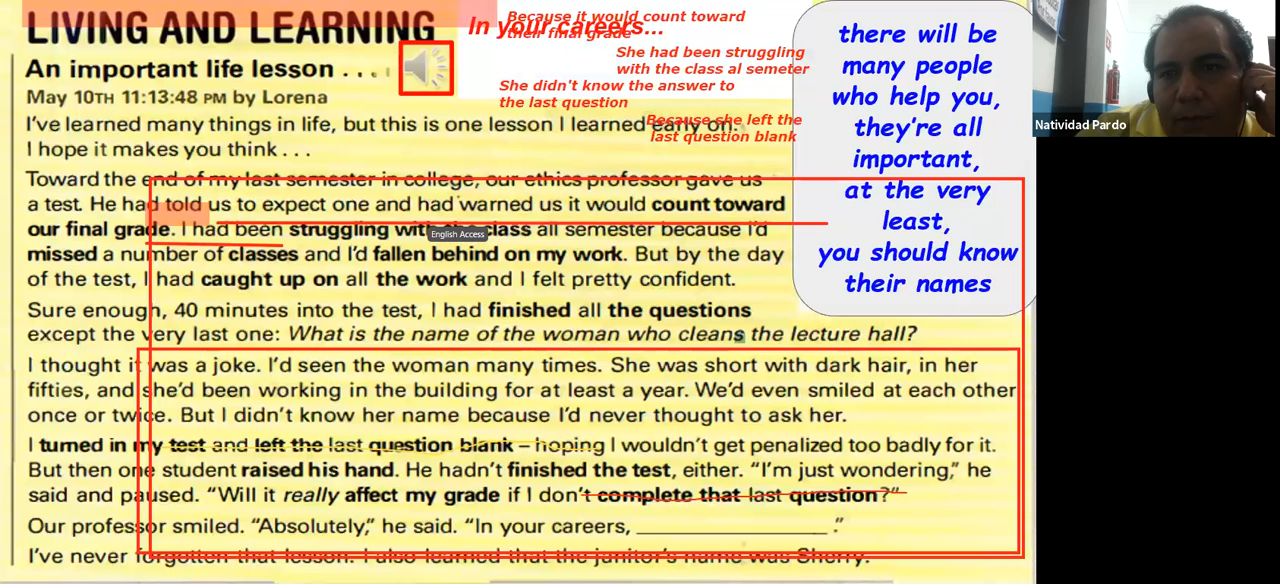 LIVING AND LEARNING
An important life lesson . . .
May 10TH 11:13:48 PM by Lorena
I've learned many things in life, but this is one lesson I learned early on.
I hope it makes you think . . .
Toward the end of my last semester in college, our ethics professor gave us
a test. He had told us to expect one and had warned us it would count toward
our final grade. I had been struggling with the class all semester because I'd
missed a number of classes and I'd fallen behind on my work. But by the day
of the test, I had caught up on all the work and I felt pretty confident.
Sure enough, 40 minutes into the test, I had finished all the questions
except the very last one: What is the name of the woman who cleans the lecture hall?
I thought it was a joke. I'd seen the woman many times. She was short with dark hair, in her
fifties, and she'd been working in the building for at least a year. We'd even smiled at each other
once or twice. But I didn't know her name because I'd never thought to ask her.
I turned in my test and left the last question blank – hoping I wouldn't get penalized too badly for it.
But then one student raised his hand. He hadn't finished the test, either. "I'm just wondering," he
said and paused. "Will it really affect my grade if I don't complete that last question?"
Our professor smiled. "Absolutely," he said. "In your careers, ____________________ ."
I've never forgotten that lesson. I also learned that the janitor's name was Sherry.
In your careers...
Because it would count toward
their final grade
She had been struggling
with the class al semeter
She didn't know the answer to
the last question
Because she left the
last question blank
English Access
there will be
many people
who help you,
they're all
important,
at the very
least,
you should know
their names
Natividad Pardo